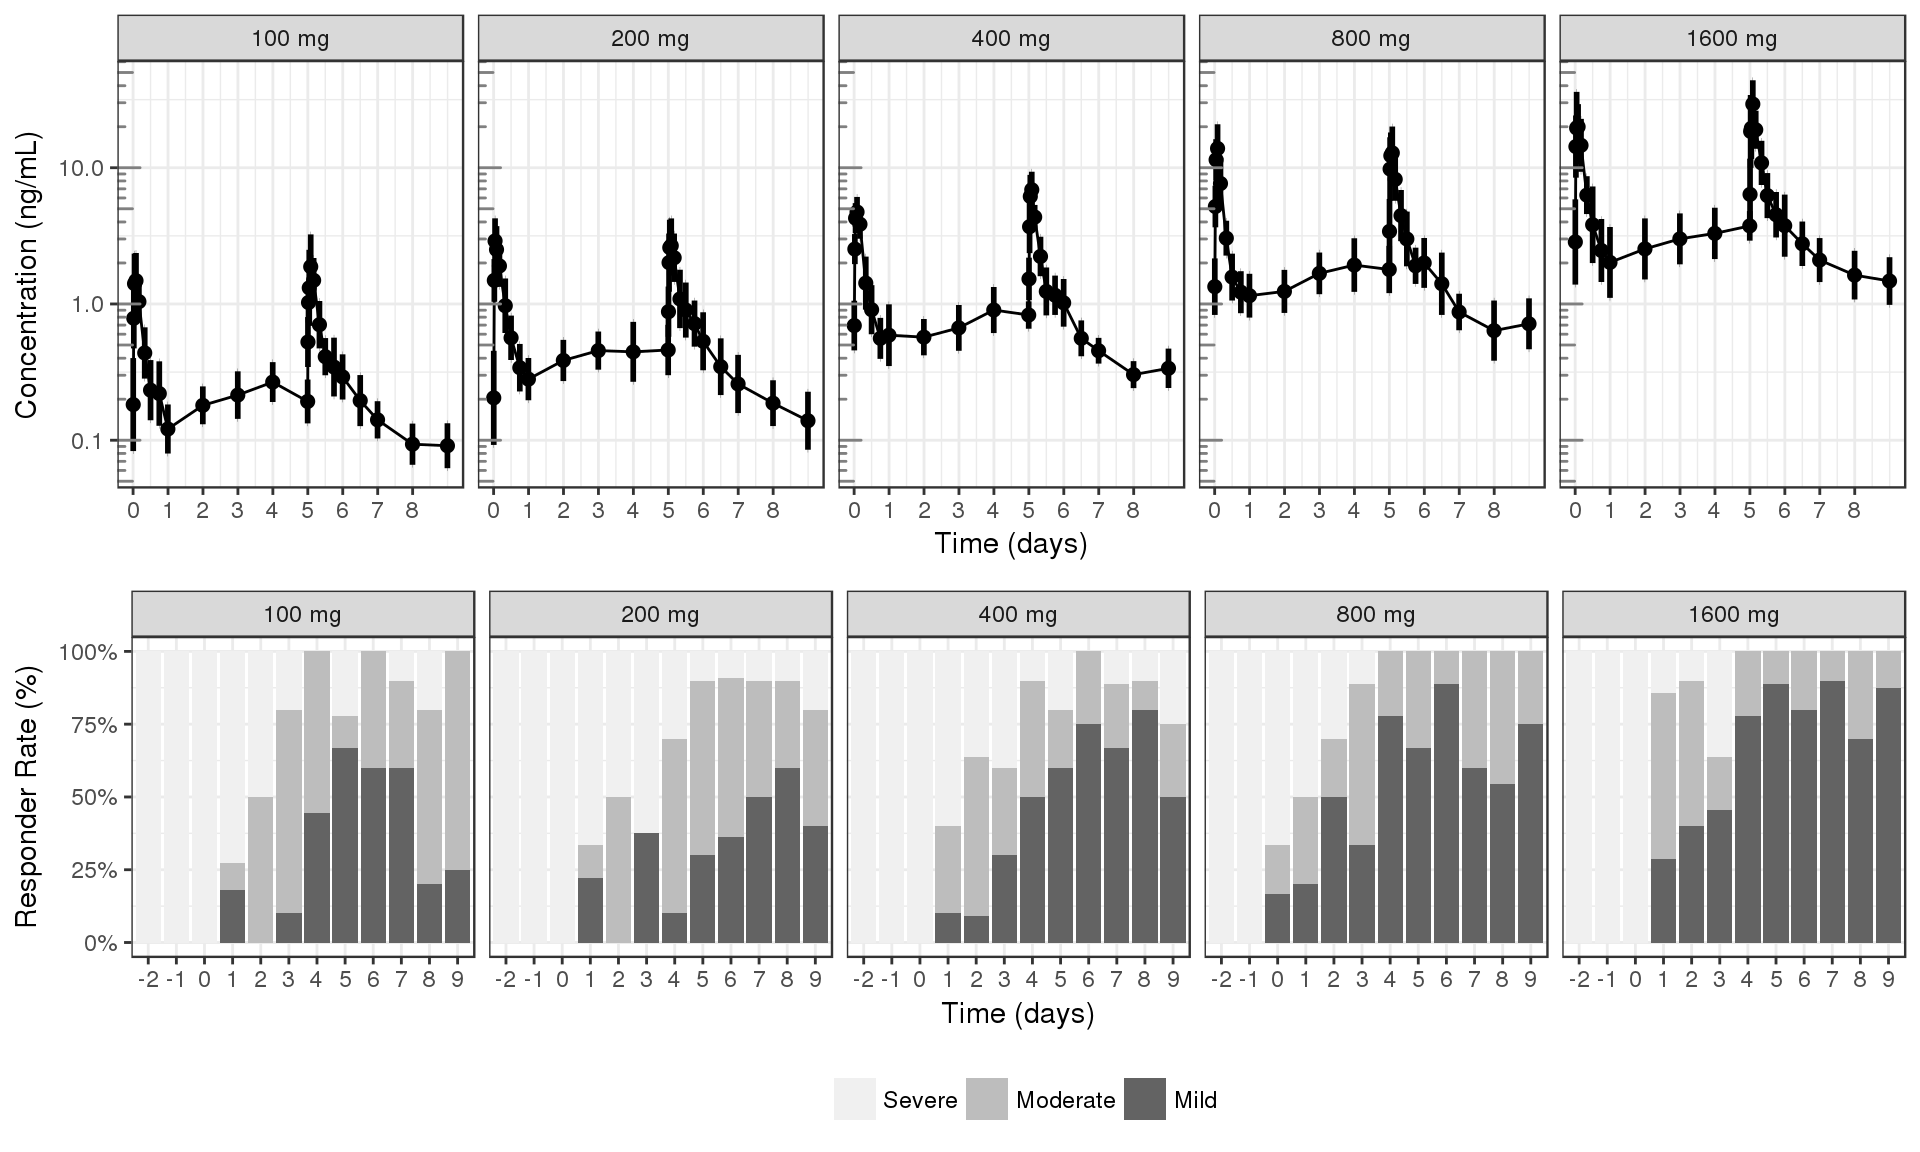 100 mg 200 mg 400 mg 800 mg 1600 mg
Concentration (ng/mL)
10.0
1.0
0.1
0 1 2 3 4 5 6 7 8 0 1 2 3 4 5 6 7 8 0 1 2 3 4 5 6 7 8 0 1 2 3 4 5 6 7 8 0 1 2 3 4 5 6 7 8
Time (days)
100 mg 200 mg 400 mg 800 mg 1600 mg
Responder Rate (%)
100%
75%
50%
25%
0%
-2 -1 0 1 2 3 4 5 6 7 8 9 -2 -1 0 1 2 3 4 5 6 7 8 9 -2 -1 0 1 2 3 4 5 6 7 8 9 -2 -1 0 1 2 3 4 5 6 7 8 9 -2 -1 0 1 2 3 4 5 6 7 8 9
Time (days)
Severe Moderate Mild